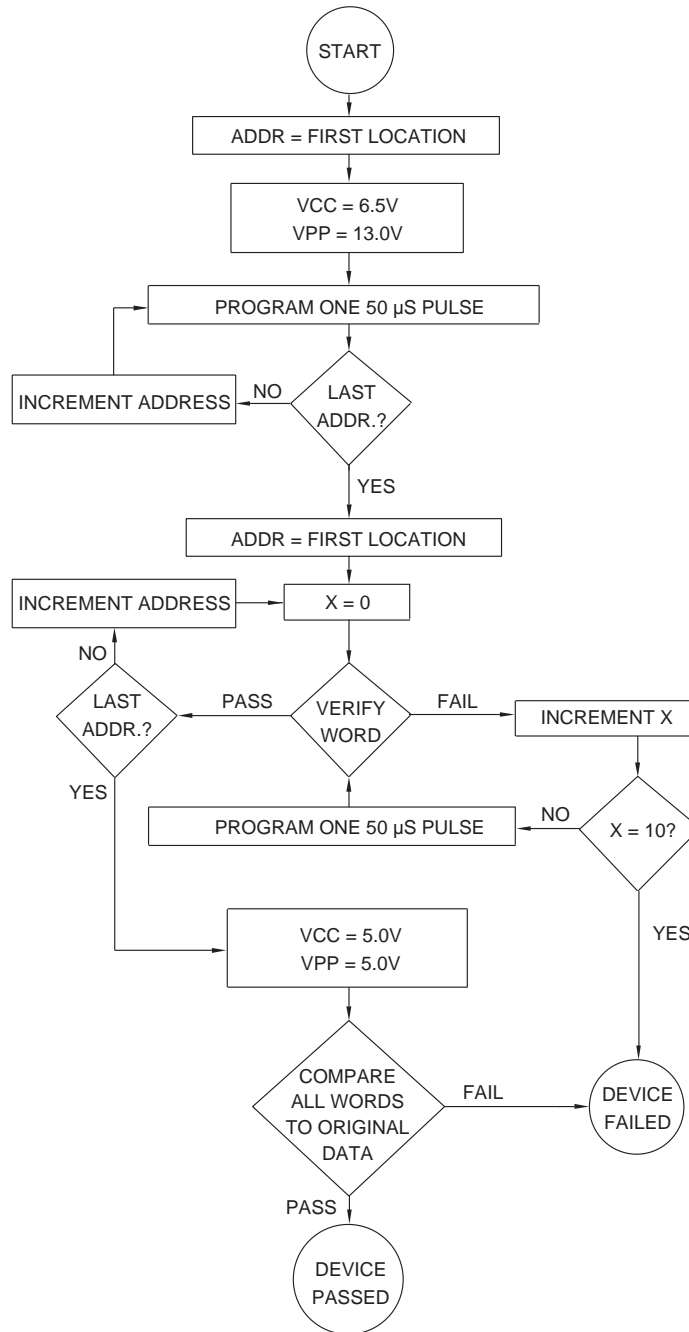 START
ADDR = FIRST LOCATION
VCC = 6.5V
VPP = 13.0V
PROGRAM ONE 50 µS PULSE
INCREMENT ADDRESS
NO
LAST
ADDR.?
YES
ADDR = FIRST LOCATION
INCREMENT ADDRESS
X = 0
NO
LAST
ADDR.?
PASS
VERIFY
WORD
FAIL
INCREMENT X
YES
PROGRAM ONE 50 µS PULSE
NO
X = 10?
VCC = 5.0V
VPP = 5.0V
YES
COMPARE
ALL WORDS
TO ORIGINAL
DATA
FAIL
DEVICE
FAILED
PASS
DEVICE
PASSED